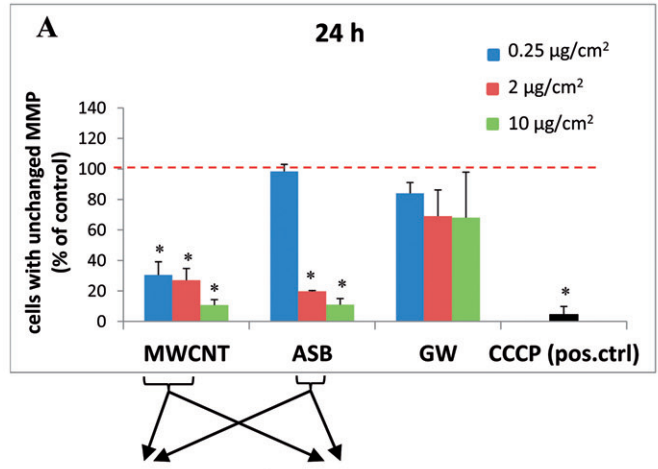 A
24 h
0.25 µg/cm²
2 µg/cm²
10 µg/cm²
cells with unchanged MMP
(% of control)
140
120
100
80
60
40
20
0
* * * * * *
MWCNT ASB GW CCCP (pos.ctrl)